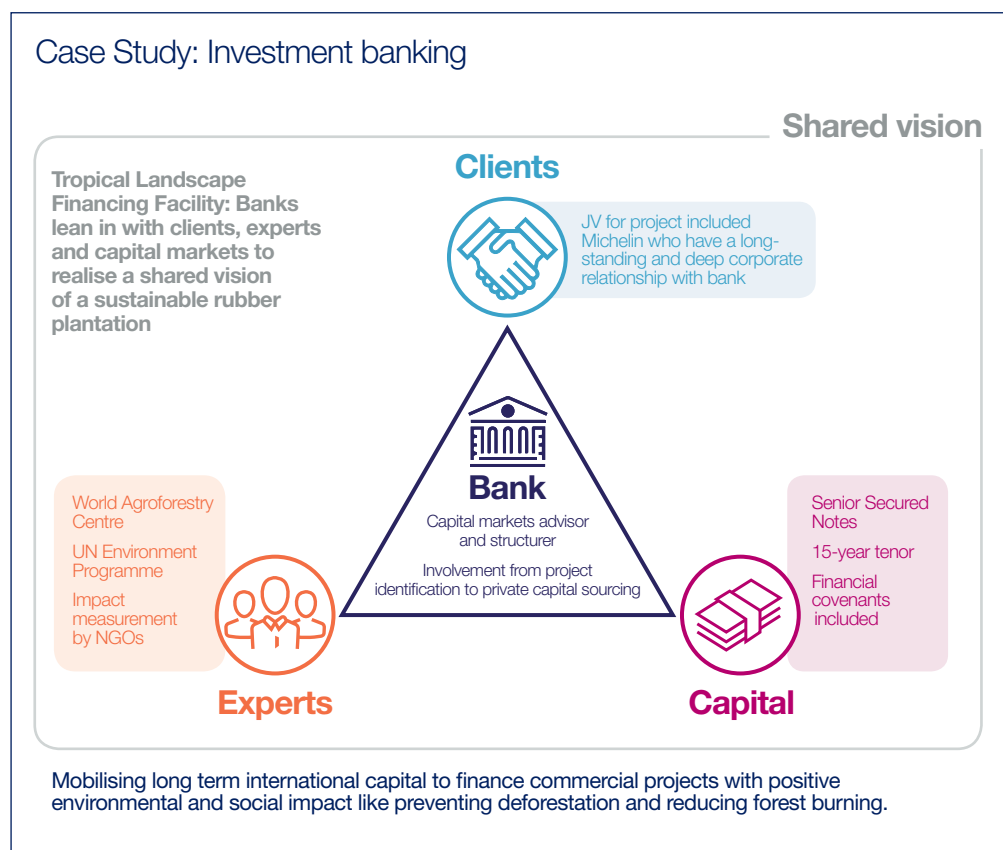 Case Study: Investment banking
Shared vision
Tropical Landscape
Financing Facility: Banks
lean in with clients, experts
and capital markets to
realise a shared vision
of a sustainable rubber
plantation
Clients
JV for project included
Michelin who have a long-
standing and deep corporate
relationship with bank
Bank
Capital markets advisor
and structurer
Involvement from project
identification to private capital sourcing
World Agroforestry
Centre
UN Environment
Programme
Impact
measurement
by NGOs
Experts
Senior Secured
Notes
15-year tenor
Financial
covenants
included
Capital
Mobilising long term international capital to finance commercial projects with positive
environmental and social impact like preventing deforestation and reducing forest burning.